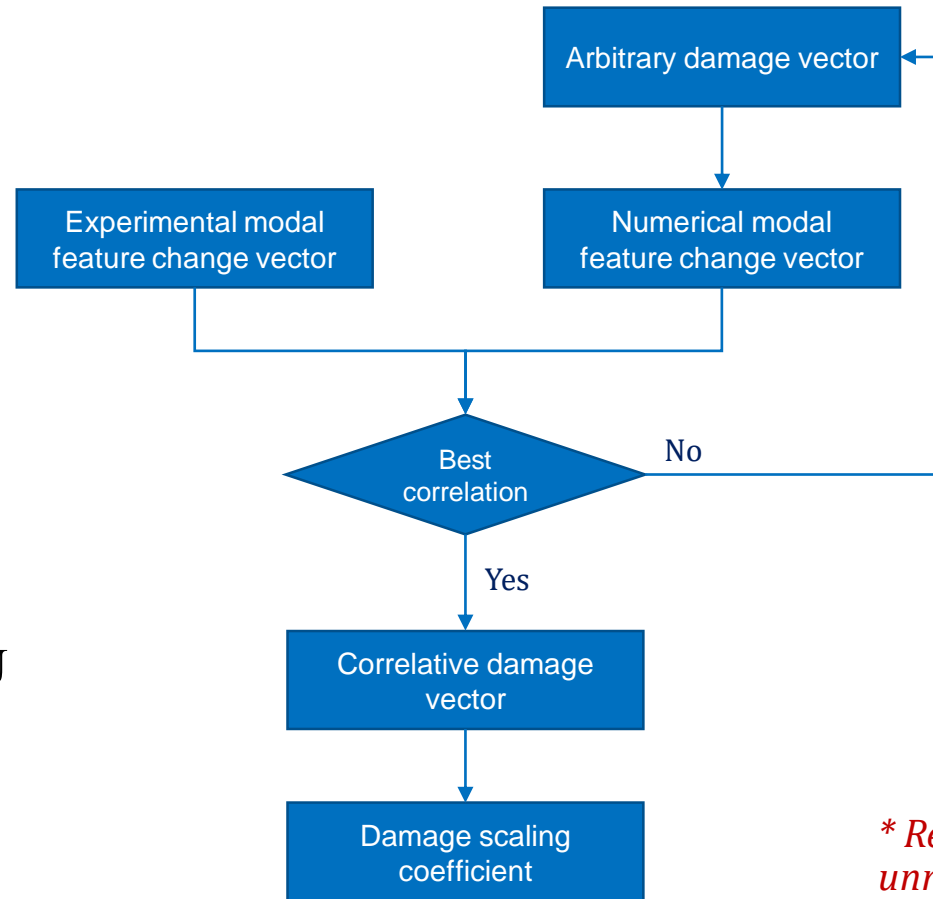 Arbitrary damage vector
Experimental modal
feature change vector
Numerical modal
feature change vector
Best
correlation
No
Yes
Correlative damage
vector
Damage scaling
coefficient